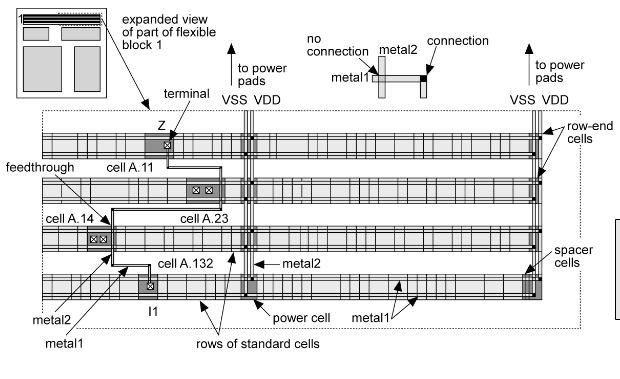 1
expanded view
of part of flexible
block 1
no
connection
metal2
connection
metal1
to power
pads
to power
pads
terminal
VSS
VDD
VSS
VDD
Z
row-end
cells
feedthrough
cell A.11
cell A.14
cell A.23
spacer
cells
cell A.132
metal2
I1
power cell
metal1
metal2
metal1
rows of standard cells